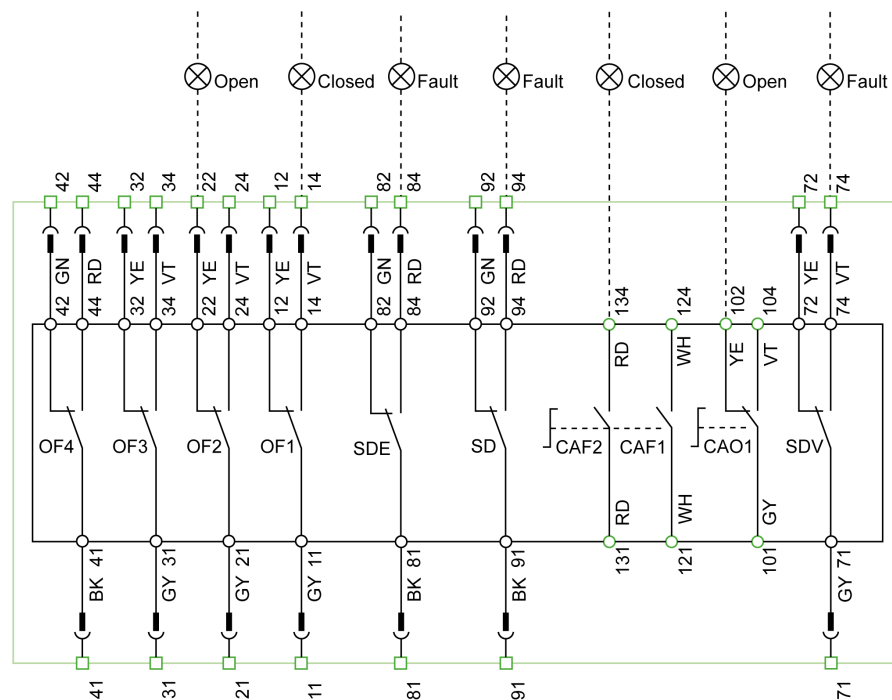 Open Closed Fault Fault Closed Open Fault
42 44 32 34 22 24 12 14 82 84 92 94 72 74
GN RD YE VT YE VT YE VT GN RD GN RD YE VT
42 44 32 34 22 24 12 14 82 84 92 94 134 124 102 104 72 74
RD WH YE VT
OF4 OF3 OF2 OF1 SDE SD CAF2 CAF1 CAO1 SDV
RD WH GY
41 31 21 11 81 91 131 121 101 71
BK GY GY GY BK BK GY
41 31 21 11 81 91 71